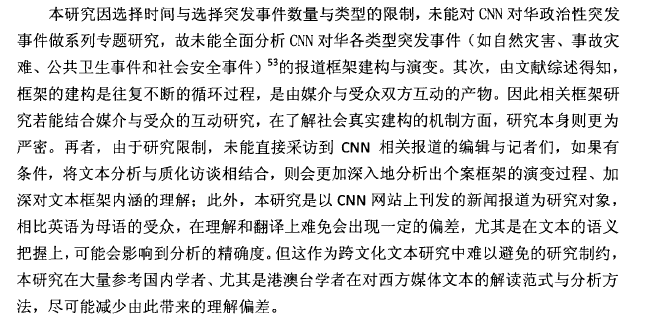 本研究因选择时间与选择突发事件数量与类型的限制，未能对 CNN 对华政治性突发
事件做系列专题研究，故未能全面分析 CNN 对华各类型突发事件（如自然灾害、事故灾
难、公共卫生事件和社会安全事件）53的报道框架建构与演变。其次，由文献综述得知，
框架的建构是往复不断的循环过程，是由媒介与受众双方互动的产物。因此相关框架研
究若能结合媒介与受众的互动研究，在了解社会真实建构的机制方面，研究本身则更为
严密。再者，由于研究限制，未能直接采访到 CNN 相关报道的编辑与记者们，如果有
条件，将文本分析与质化访谈相结合，则会更加深入地分析出个案框架的演变过程、加
深对文本框架内涵的理解；此外，本研究是以 CNN 网站上刊发的新闻报道为研究对象，
相比英语为母语的受众，在理解和翻译上难免会出现一定的偏差，尤其是在文本的语义
把握上，可能会影响到分析的精确度。但这作为跨文化文本研究中难以避免的研究制约，
本研究在大量参考国内学者、尤其是港澳台学者在对西方媒体文本的解读范式与分析方
法，尽可能减少由此带来的理解偏差。